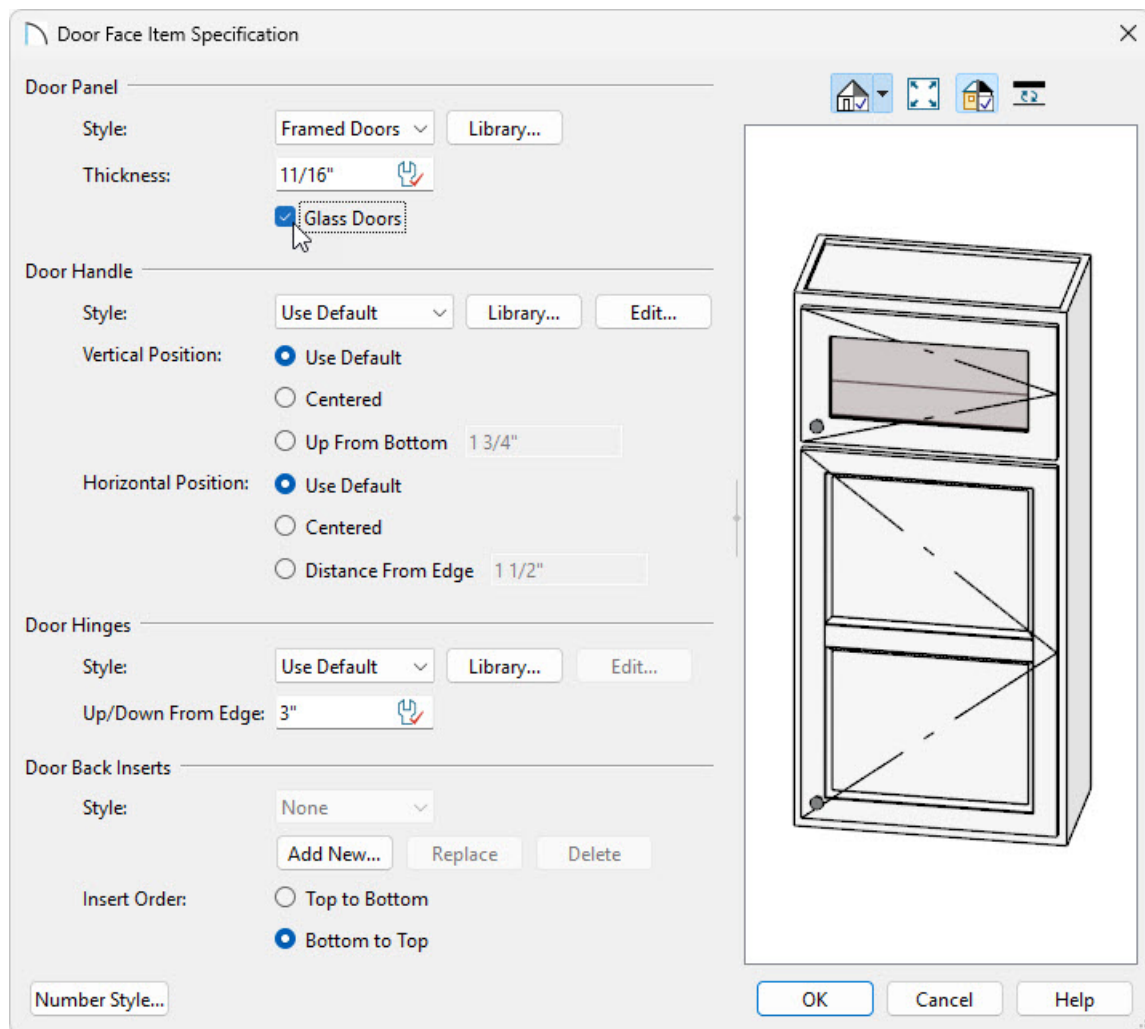 Door Face Item Specification
Door Panel
Style: Framed Doors Library...
Thickness: 11/16"
Glass Doors
Door Handle
Style: Use Default Library... Edit...
Vertical Position: Use Default
Centered
Up From Bottom 1 3/4"
Horizontal Position: Use Default
Centered
Distance From Edge 1 1/2"
Door Hinges
Style: Use Default Library... Edit...
Up/Down From Edge: 3"
Door Back Inserts
Style: None
Add New... Replace Delete
Insert Order: Top to Bottom
Bottom to Top
Number Style... OK Cancel Help